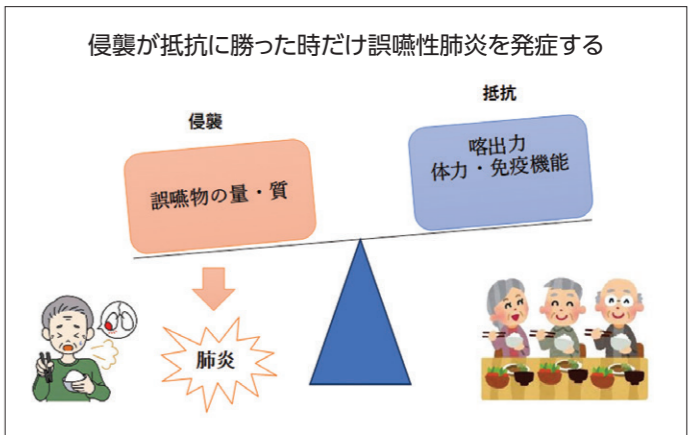 侵襲が抵抗に勝った時だけ誤嚥性肺炎を発症する
侵襲
抵抗
誤嚥物の量・質
喀出力
体力・免疫機能
肺炎